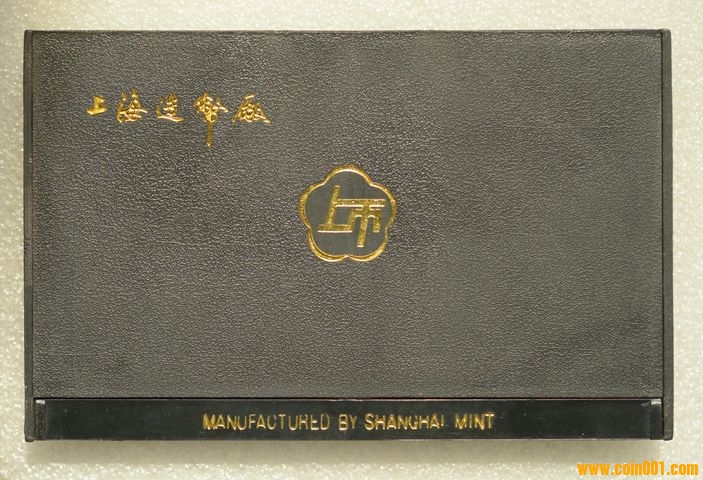 上海造幣廠
上币
MANUFACTURED BY SHANGHAI MINT
www.coin001.com